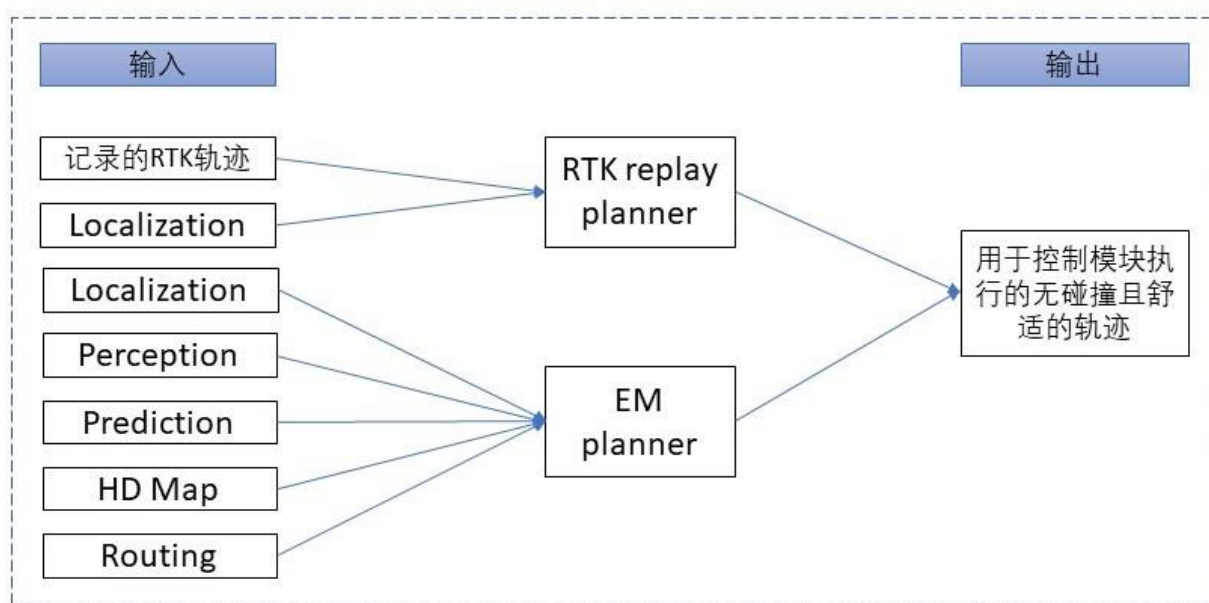 输入
输出
记录的RTK轨迹
Localization
Localization
Perception
Prediction
HD Map
Routing
RTK replay
planner
EM
planner
用于控制模块执
行的无碰撞且舒
适的轨迹